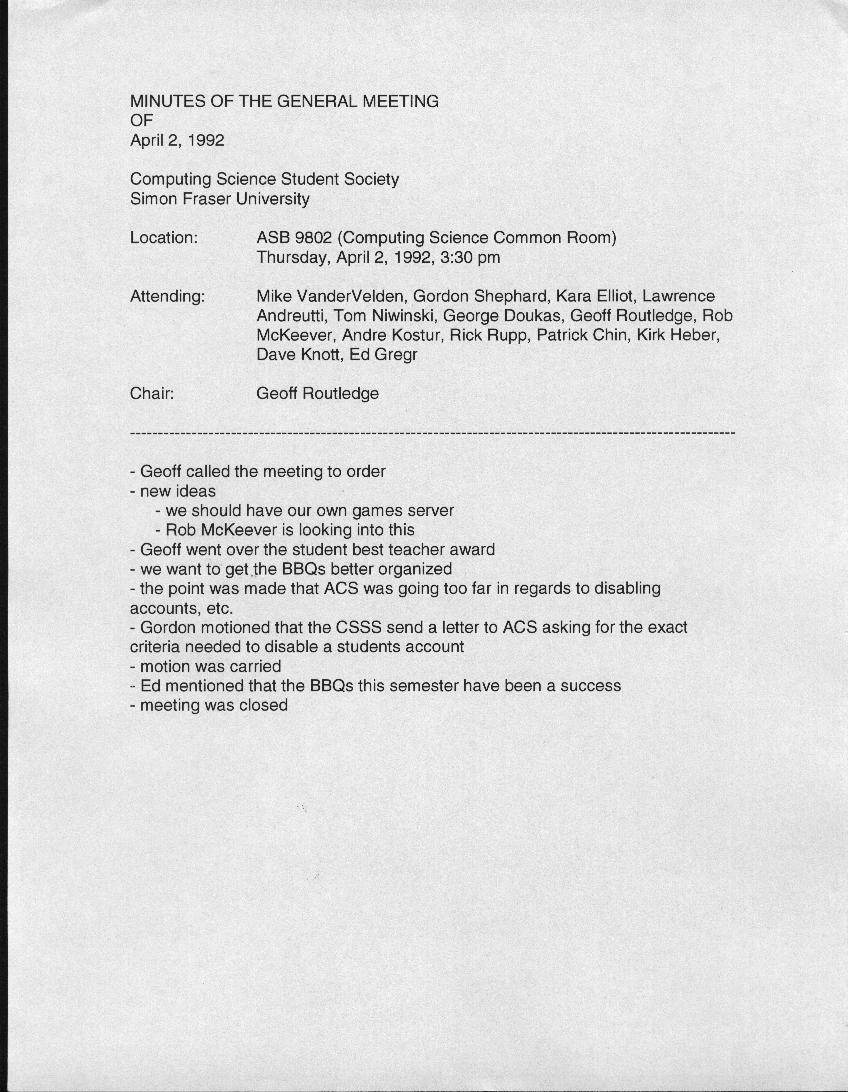 MINUTES OF THE GENERAL MEETING
OF
April 2, 1992
Computing Science Student Society
Simon Fraser University
Location: ASB 9802 (Computing Science Common Room)
Thursday, April 2, 1992, 3:30 pm
Attending: Mike VanderVelden, Gordon Shephard, Kara Elliot, Lawrence
Andreutti, Tom Niwinski, George Doukas, Geoff Routledge, Rob
McKeever, Andre Kostur, Rick Rupp, Patrick Chin, Kirk Heber,
Dave Knott, Ed Gregr
Chair: Geoff Routledge
- Geoff called the meeting to order
- new ideas
- we should have our own games server
- Rob McKeever is looking into this
- Geoff went over the student best teacher award
- we want to get the BBQs better organized
- the point was made that ACS was going too far in regards to disabling
accounts, etc.
- Gordon motioned that the CSSS send a letter to ACS asking for the exact
criteria needed to disable a students account
- motion was carried
- Ed mentioned that the BBQs this semester have been a success
- meeting was closed